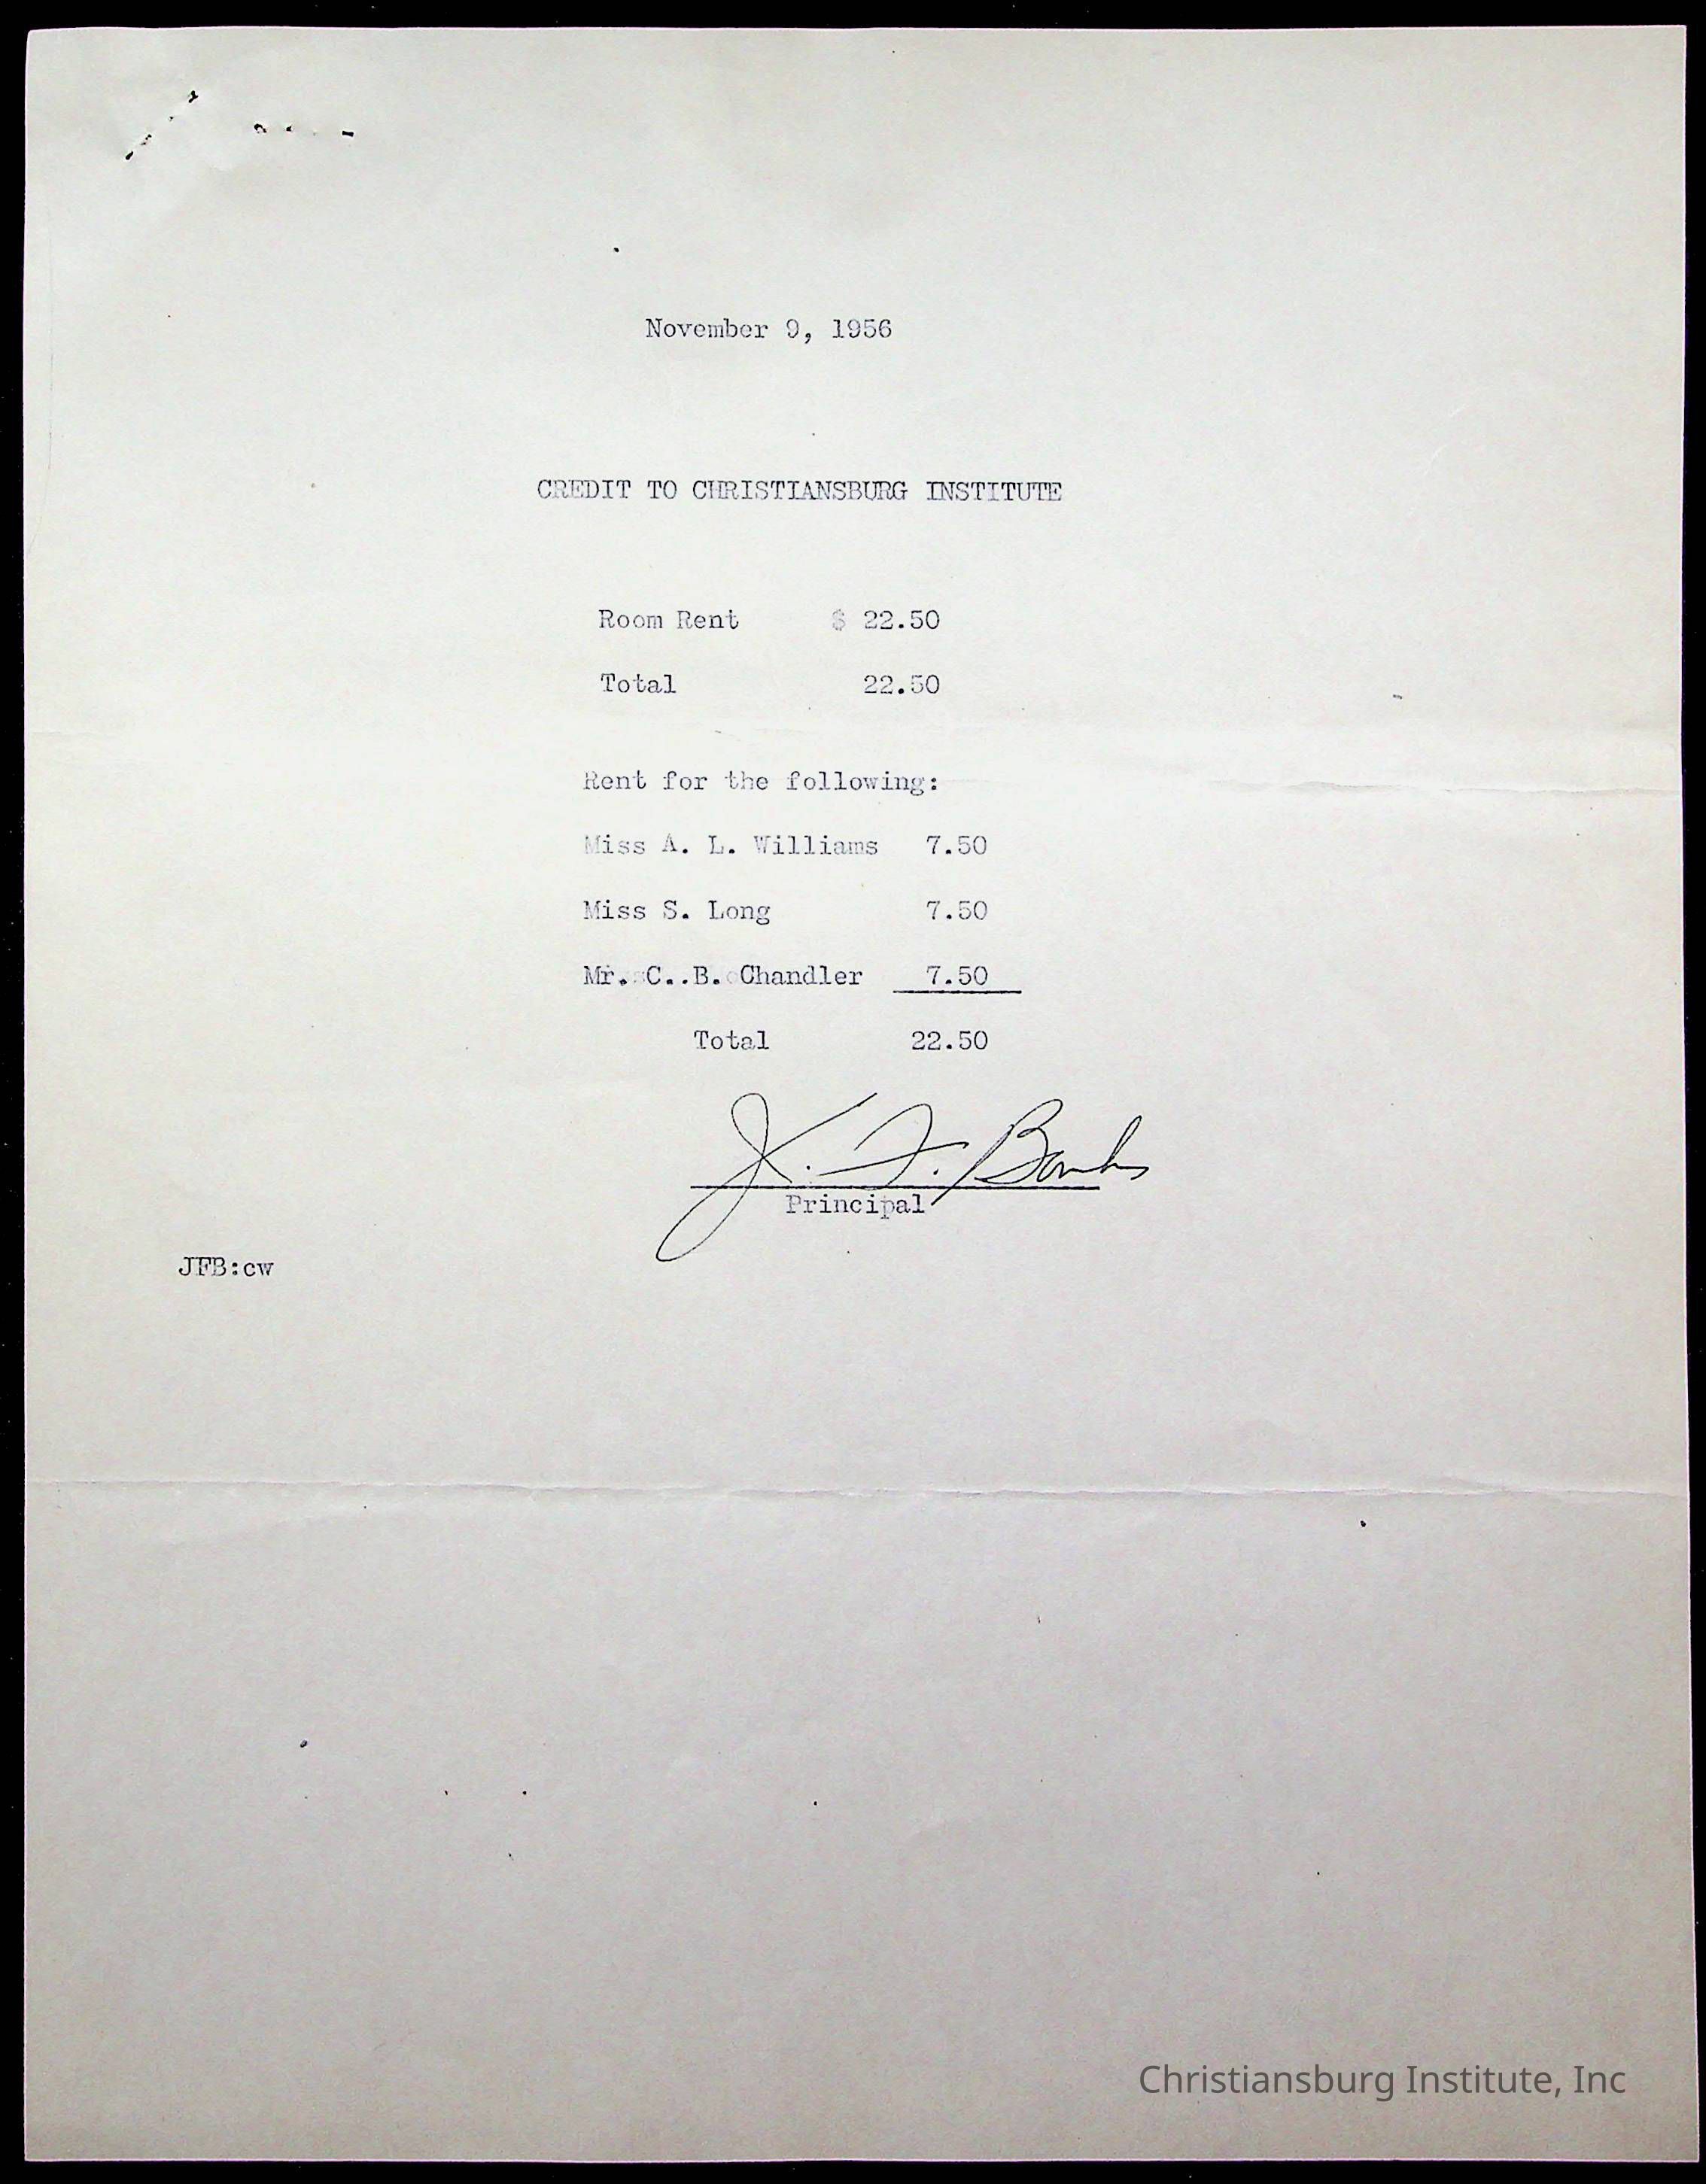 November 9, 1956
CREDIT TO CHRISTIANSBURG INSTITUTE
Room Rent $ 22.50
Total 22.50
Rent for the following:
Miss A. L. Williams 7.50
Miss S. Long 7.50
Mr. C..B. Chandler 7.50
Total 22.50
J. F. Banks
Principal
JFB:cw
Christiansburg Institute, Inc